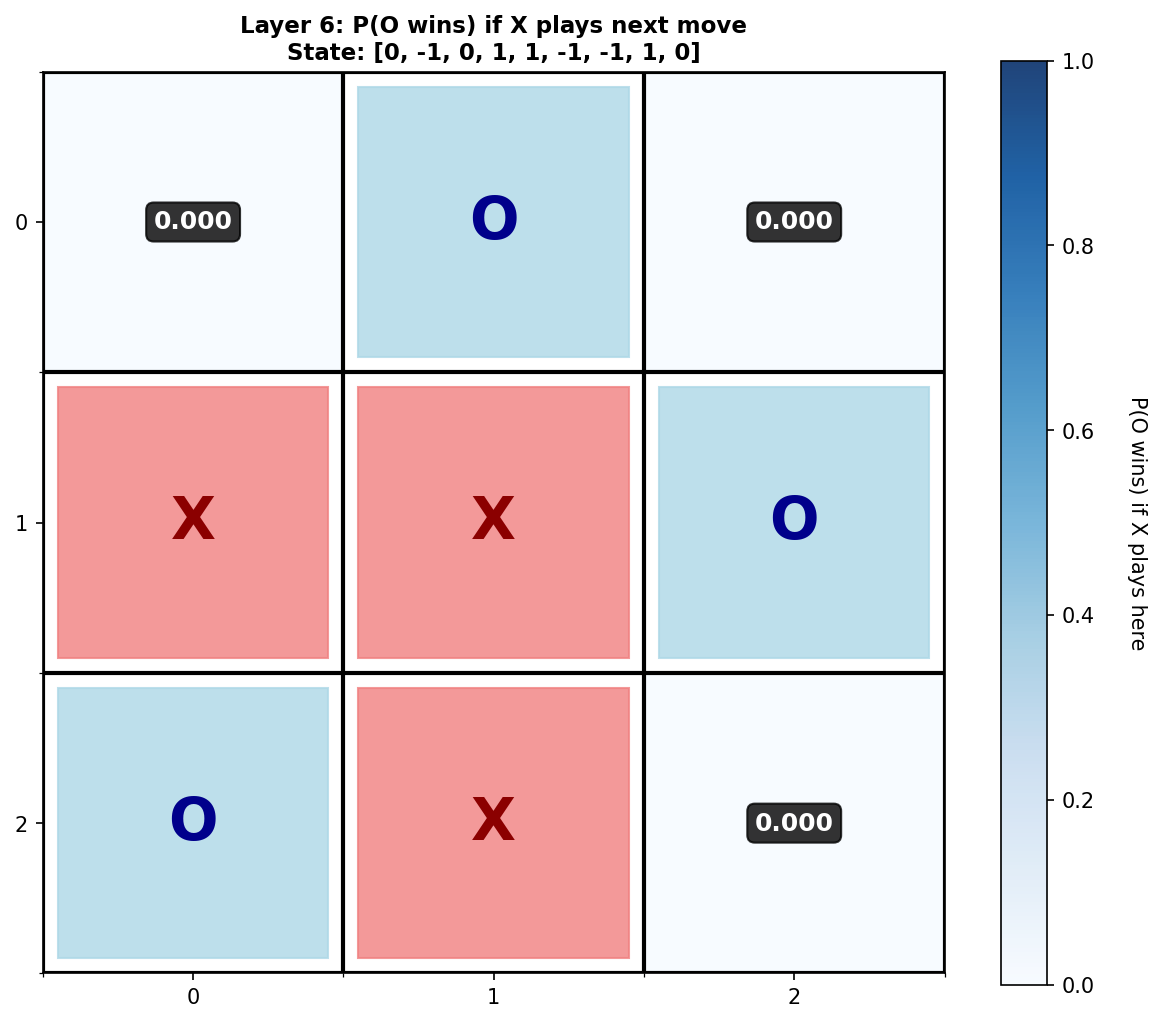 Layer 6: P(O wins) if X plays next move
State: [0, -1, 0, 1, 1, -1, -1, 1, 0]
0.000
O
0.000
X
X
O
O
X
0.000
0
1
2
0
1
2
1.0
0.8
0.6
0.4
0.2
0.0
P(O wins) if X plays here